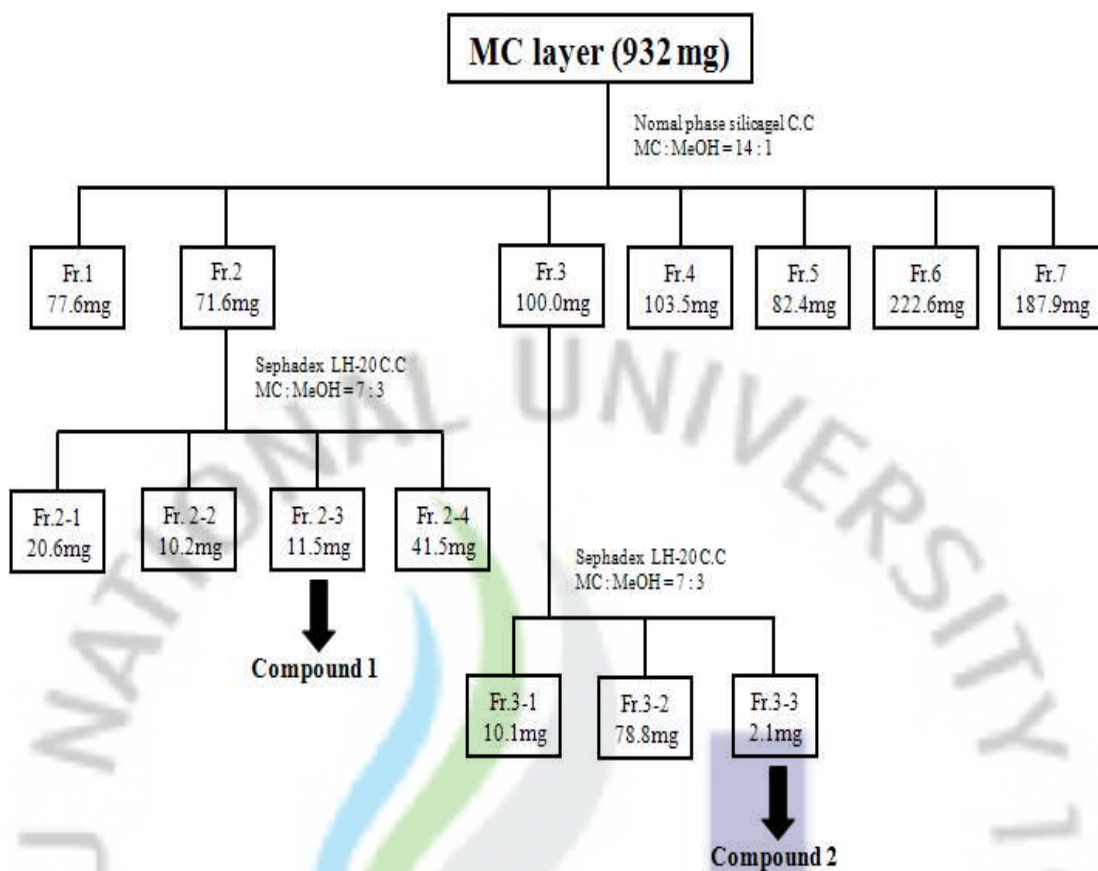 MC layer (932 mg)
Nomal phase silicagel C.C
MC : MeOH = 14 : 1
Fr.1
77.6mg
Fr.2
71.6mg
Fr.3
100.0mg
Fr.4
103.5mg
Fr.5
82.4mg
Fr.6
222.6mg
Fr.7
187.9mg
Sephadex LH-20 C.C
MC : MeOH = 7 : 3
Fr.2-1
20.6mg
Fr. 2-2
10.2mg
Fr. 2-3
11.5mg
Fr. 2-4
41.5mg
Compound 1
Sephadex LH-20 C.C
MC : MeOH = 7 : 3
Fr.3-1
10.1mg
Fr.3-2
78.8mg
Fr.3-3
2.1mg
Compound 2
NATIONAL UNIVERSITY